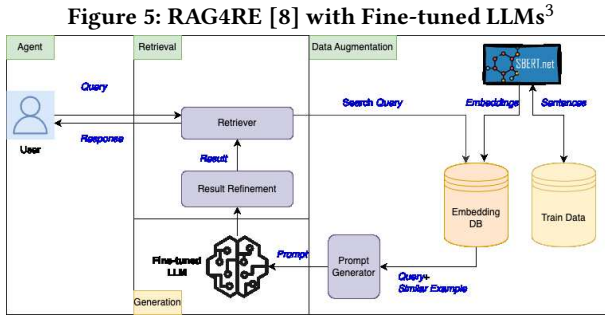 Figure 5: RAG4RE [8] with Fine-tuned LLMs³
Agent
Retrieval
Data Augmentation
SBERT.net
Query
Search Query
Embeddings
Sentences
Retriever
User
Response
Result
Result Refinement
Embedding
DB
Train Data
Fine-tuned
LLM
Prompt
Prompt
Generator
Query+
Similar Example
Generation